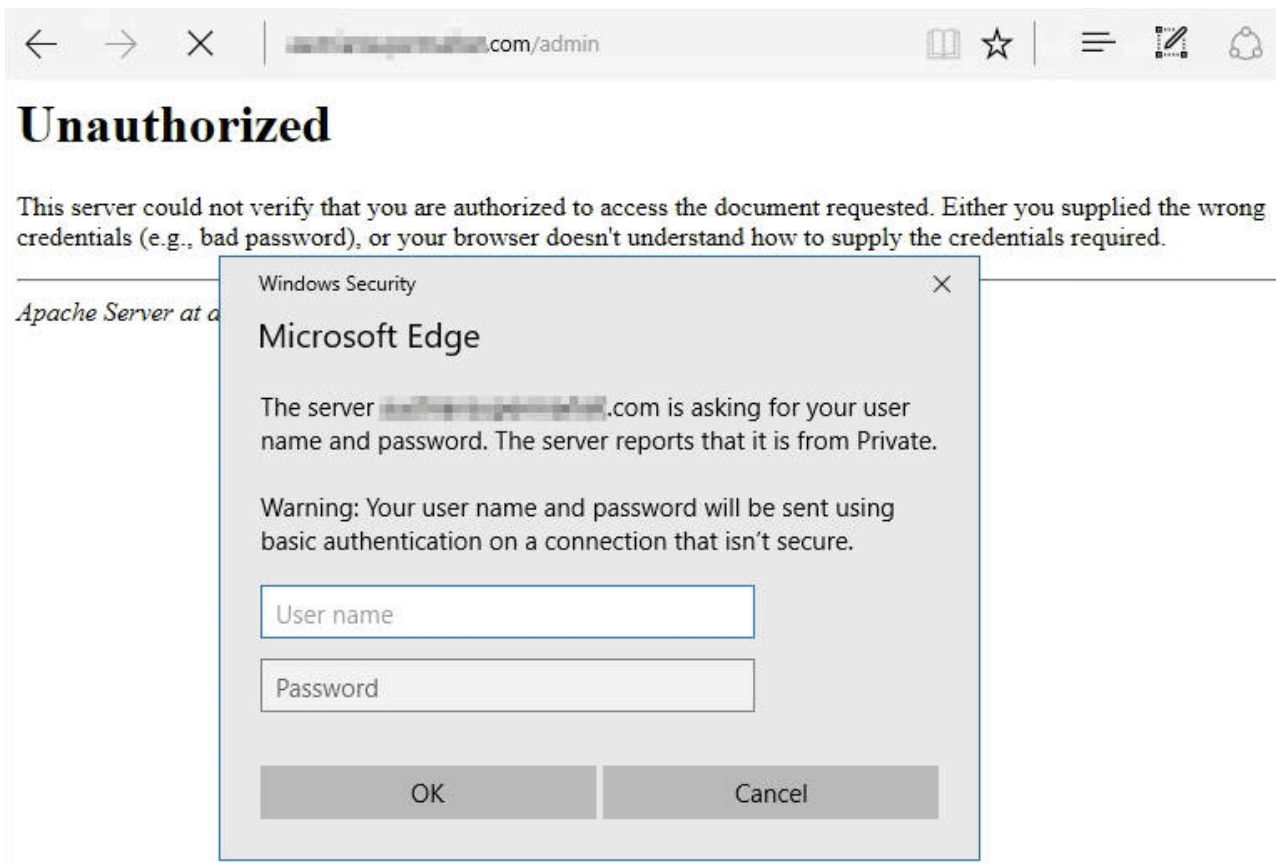 .com/admin
Unauthorized
This server could not verify that you are authorized to access the document requested. Either you supplied the wrong
credentials (e.g., bad password), or your browser doesn't understand how to supply the credentials required.
Apache Server at
Windows Security
Microsoft Edge
The server .com is asking for your user
name and password. The server reports that it is from Private.
Warning: Your user name and password will be sent using
basic authentication on a connection that isn't secure.
User name
Password
OK
Cancel